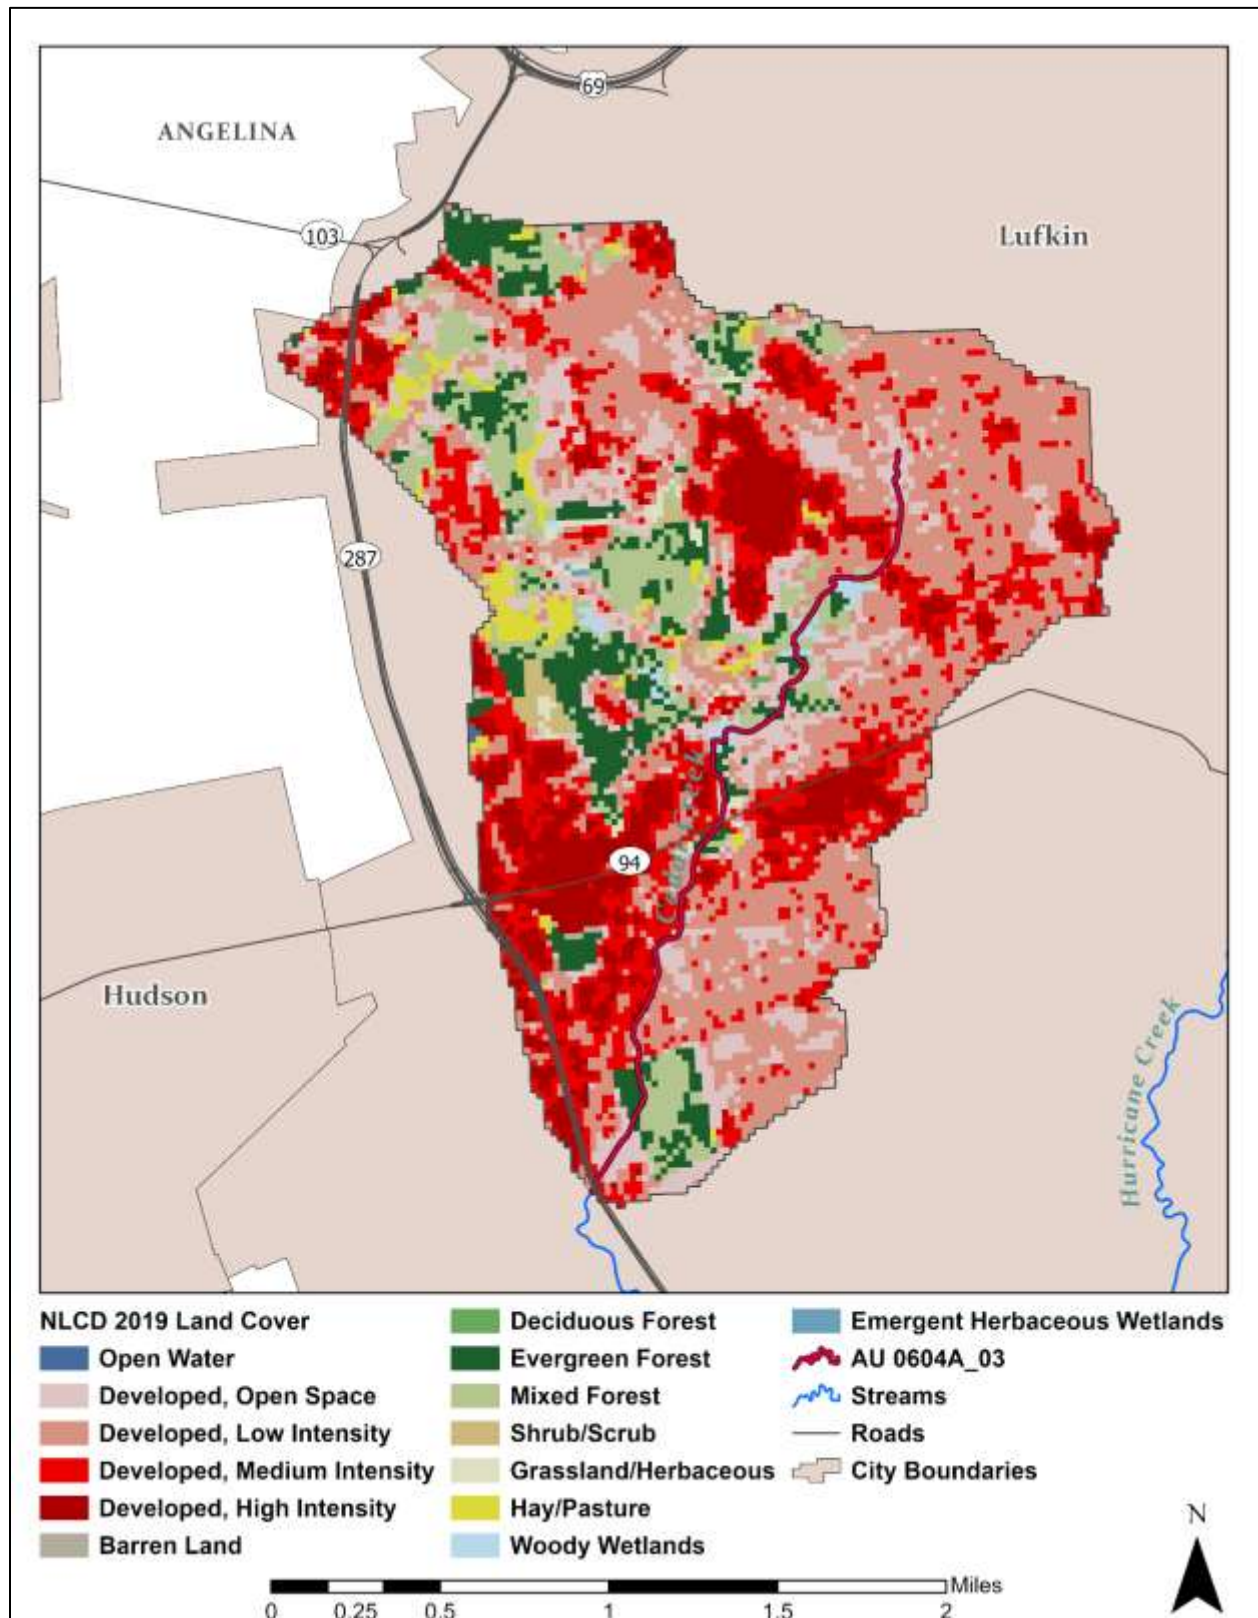 69
ANGELINA
103
Lufkin
287
94
Hudson
Hurricane Creek
NLCD 2019 Land Cover
Open Water
Developed, Open Space
Developed, Low Intensity
Developed, Medium Intensity
Developed, High Intensity
Barren Land
Deciduous Forest
Evergreen Forest
Mixed Forest
Shrub/Scrub
Grassland/Herbaceous
Hay/Pasture
Woody Wetlands
Emergent Herbaceous Wetlands
AU 0604A_03
Streams
Roads
City Boundaries
N
Miles
0 0.25 0.5 1 1.5 2